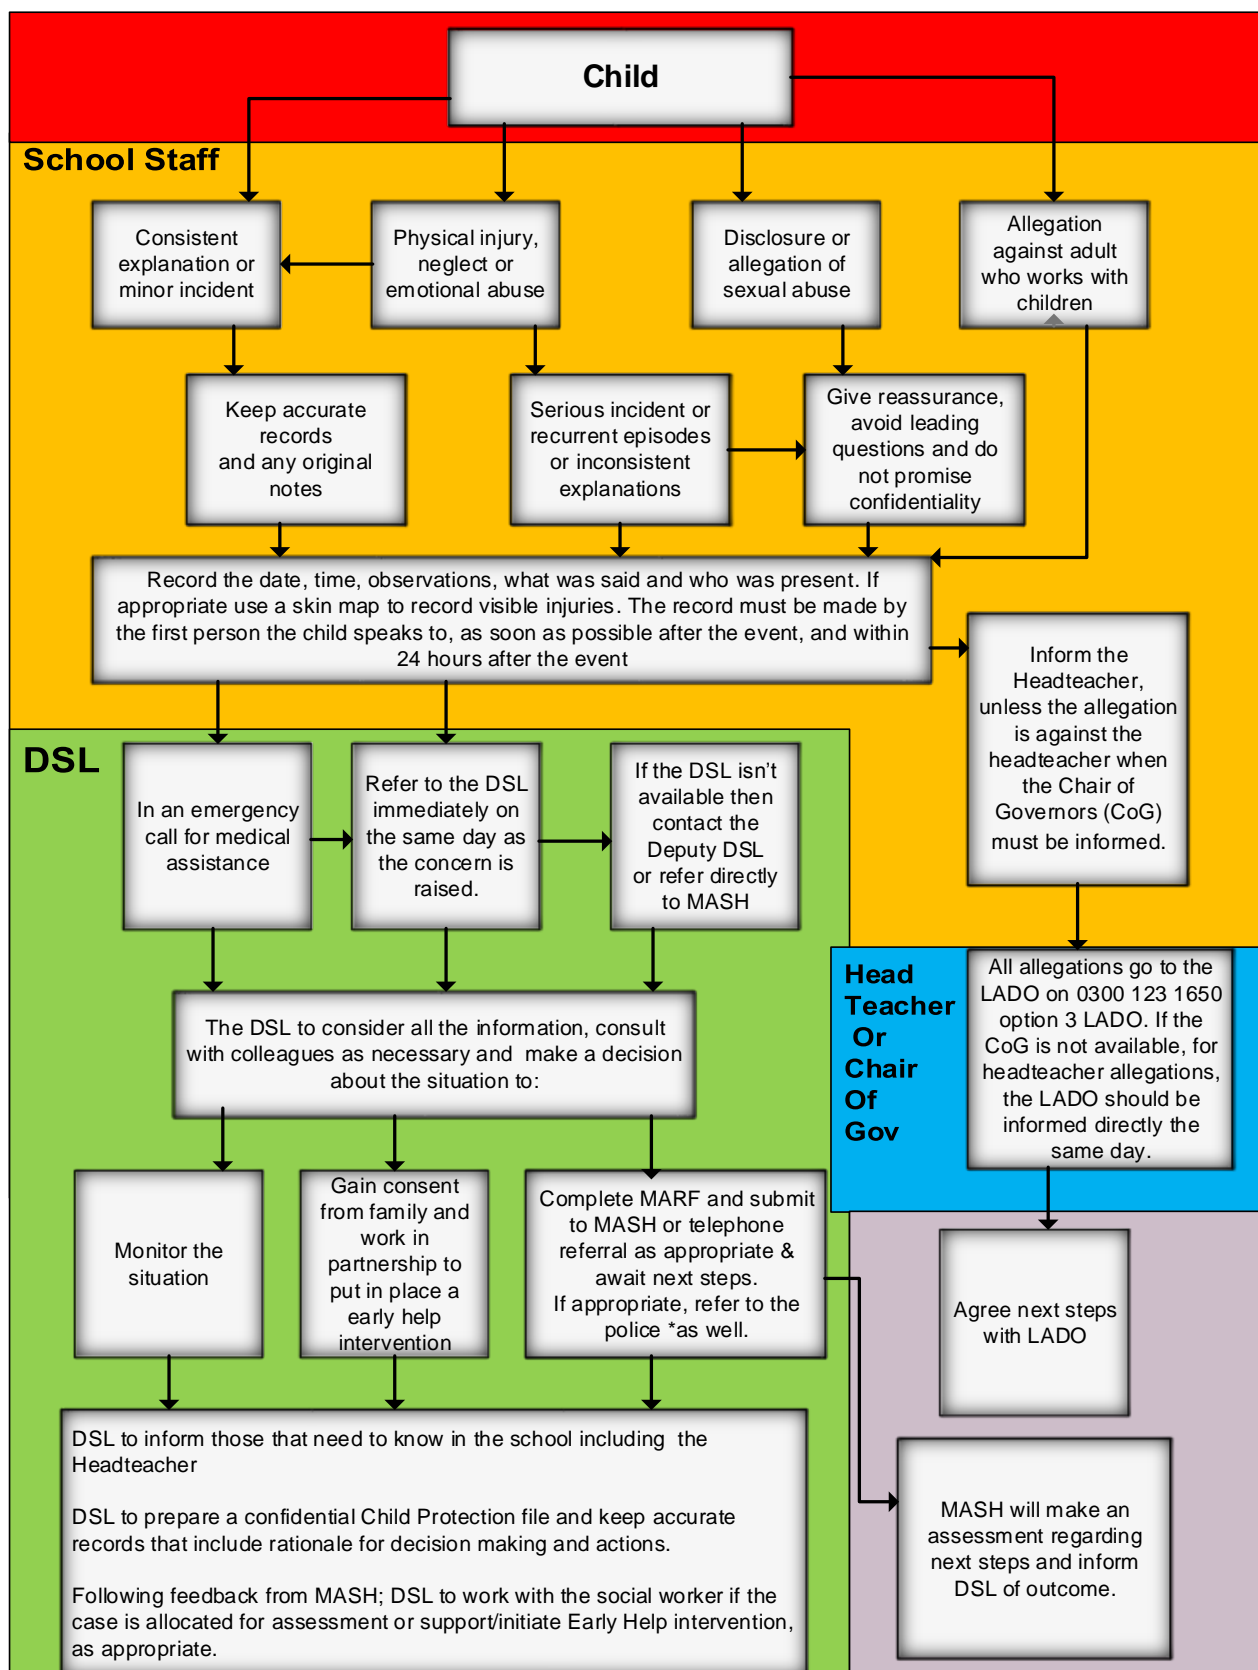 Child
School Staff
Consistent
explanation or
minor incident
Physical injury,
neglect or
emotional abuse
Disclosure or
allegation of
sexual abuse
Allegation
against adult
who works with
children
Keep accurate
records
and any original
notes
Serious incident or
recurrent episodes
or inconsistent
explanations
Give reassurance,
avoid leading
questions and do
not promise
confidentiality
Record the date, time, observations, what was said and who was present. If
appropriate use a skin map to record visible injuries. The record must be made by
the first person the child speaks to, as soon as possible after the event, and within
24 hours after the event
Inform the
Headteacher,
unless the allegation
is against the
headteacher when
the Chair of
Governors (CoG)
must be informed.
DSL
In an emergency
call for medical
assistance
Refer to the DSL
immediately on
the same day as
the concern is
raised.
If the DSL isn't
available then
contact the
Deputy DSL
or refer directly
to MASH
Head
Teacher
Or
Chair
Of
Gov
All allegations go to the
LADO on 0300 123 1650
option 3 LADO. If the
CoG is not available, for
headteacher allegations,
the LADO should be
informed directly the
same day.
The DSL to consider all the information, consult
with colleagues as necessary and make a decision
about the situation to:
Monitor the
situation
Gain consent
from family and
work in
partnership to
put in place a
early help
intervention
Complete MARF and submit
to MASH or telephone
referral as appropriate &
await next steps.
If appropriate, refer to the
police *as well.
Agree next steps
with LADO
DSL to inform those that need to know in the school including the
Headteacher
DSL to prepare a confidential Child Protection file and keep accurate
records that include rationale for decision making and actions.
Following feedback from MASH; DSL to work with the social worker if the
case is allocated for assessment or support/initiate Early Help intervention,
as appropriate.
MASH will make an
assessment regarding
next steps and inform
DSL of outcome.